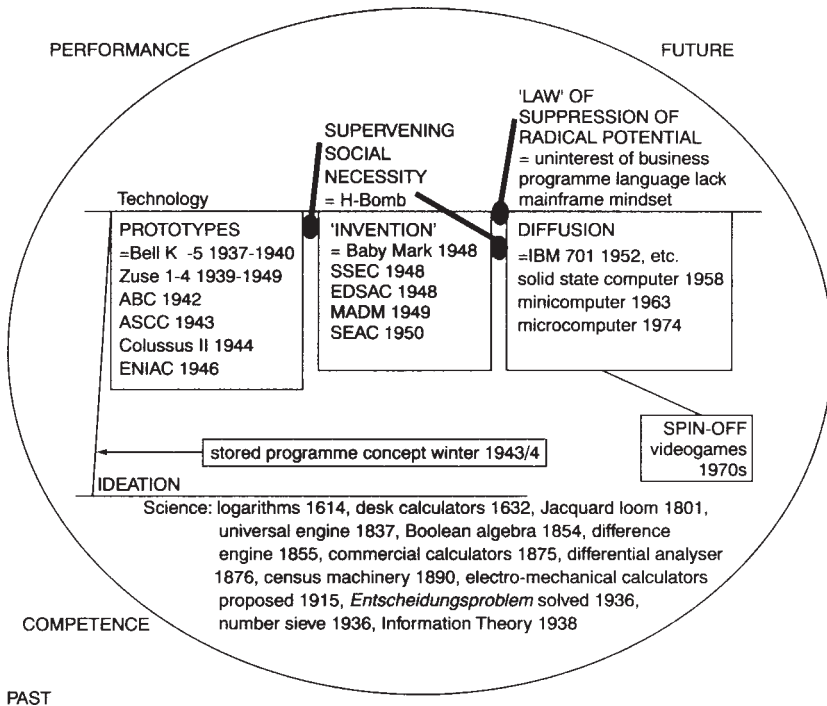 PERFORMANCE
FUTURE
'LAW' OF
SUPPRESSION OF
RADICAL POTENTIAL
= uninterest of business
programme language lack
mainframe mindset
SUPERVENING
SOCIAL
NECESSITY
= H-Bomb
Technology
PROTOTYPES
=Bell K -5 1937-1940
Zuse 1-4 1939-1949
ABC 1942
ASCC 1943
Colussus II 1944
ENIAC 1946
'INVENTION'
= Baby Mark 1948
SSEC 1948
EDSAC 1948
MADM 1949
SEAC 1950
DIFFUSION
=IBM 701 1952, etc.
solid state computer 1958
minicomputer 1963
microcomputer 1974
SPIN-OFF
videogames
1970s
stored programme concept winter 1943/4
IDEATION
Science: logarithms 1614, desk calculators 1632, Jacquard loom 1801,
universal engine 1837, Boolean algebra 1854, difference
engine 1855, commercial calculators 1875, differential analyser
1876, census machinery 1890, electro-mechanical calculators
proposed 1915, Entscheidungsproblem solved 1936,
number sieve 1936, Information Theory 1938
COMPETENCE
PAST